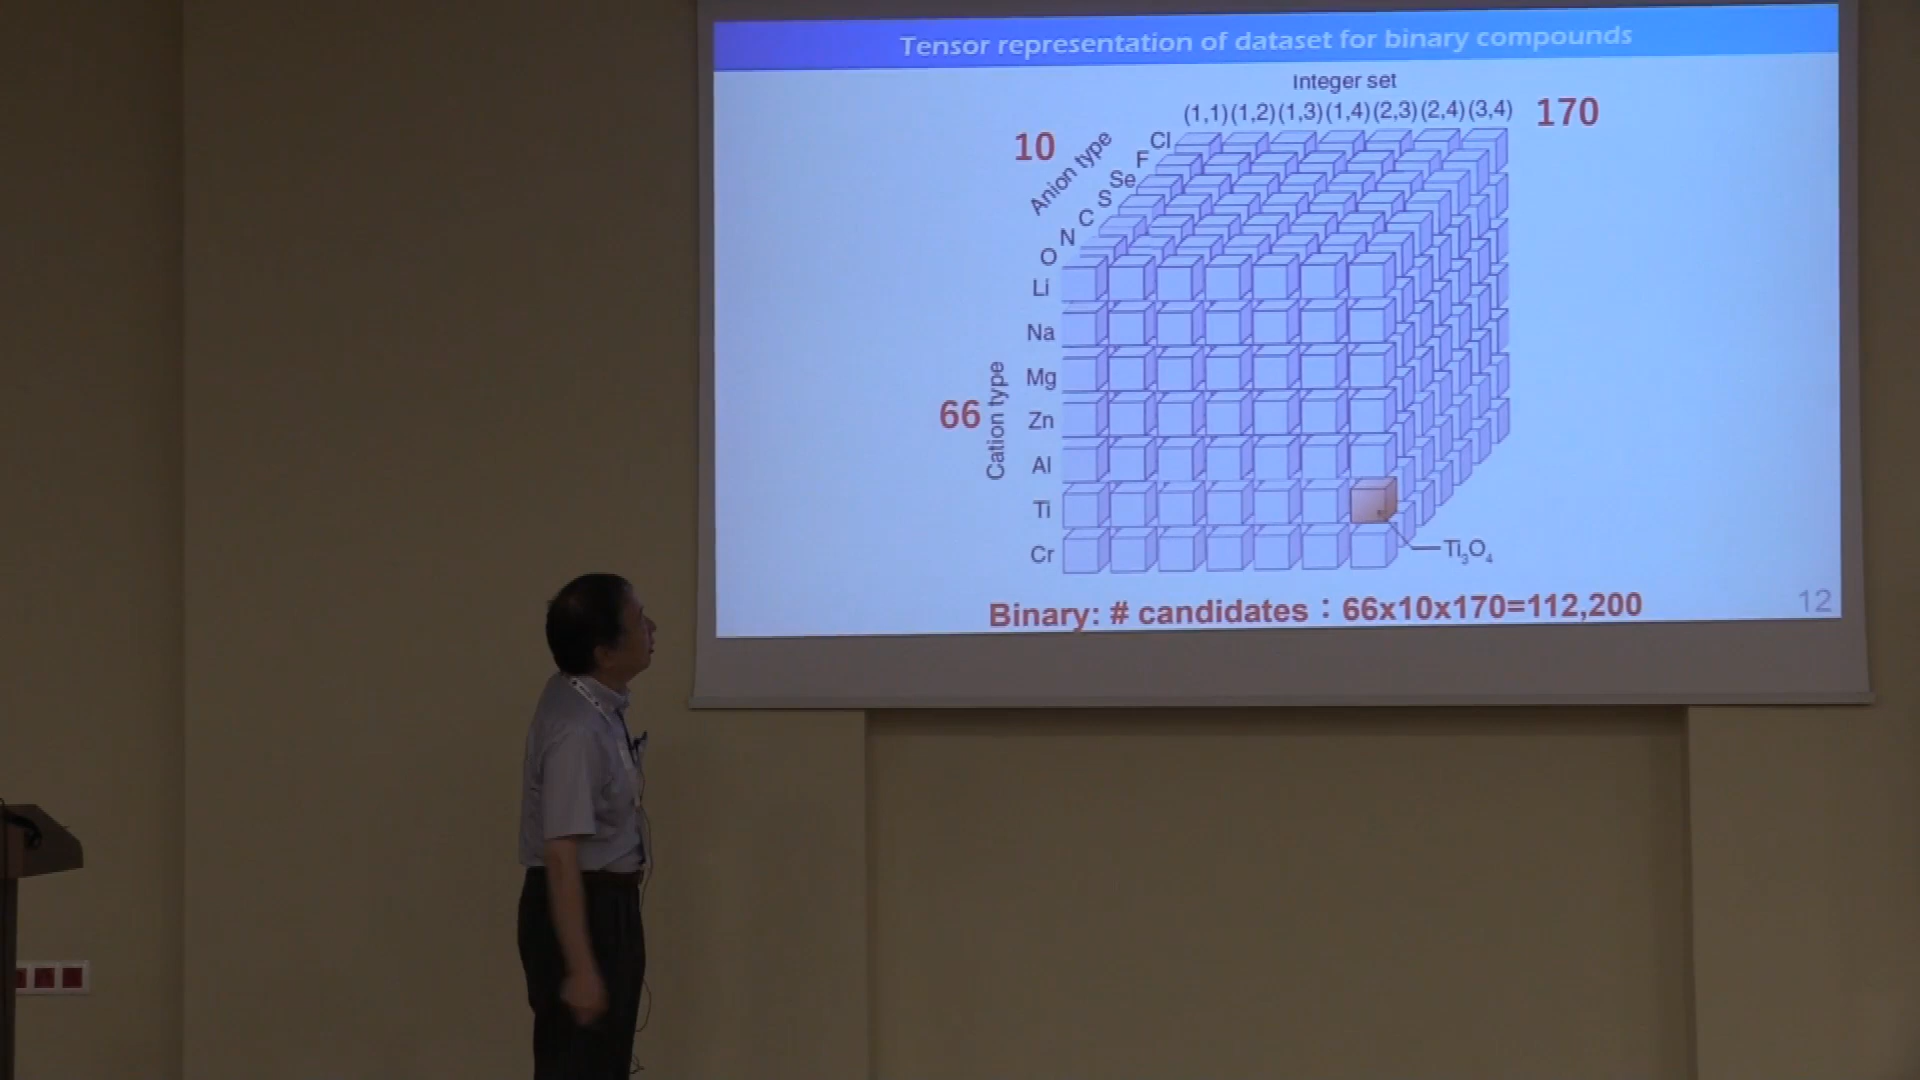 Tensor representation of dataset for binary compounds
Integer set
(1,1)(1,2)(1,3)(1,4)(2,3)(2,4)(3,4)
170
10
Anion type
Cl
F
Se
S
C
N
O
Li
Na
Mg
Zn
Al
Ti
Cr
66
Cation type
Ti₃O₄
Binary: # candidates：66x10x170=112,200
12